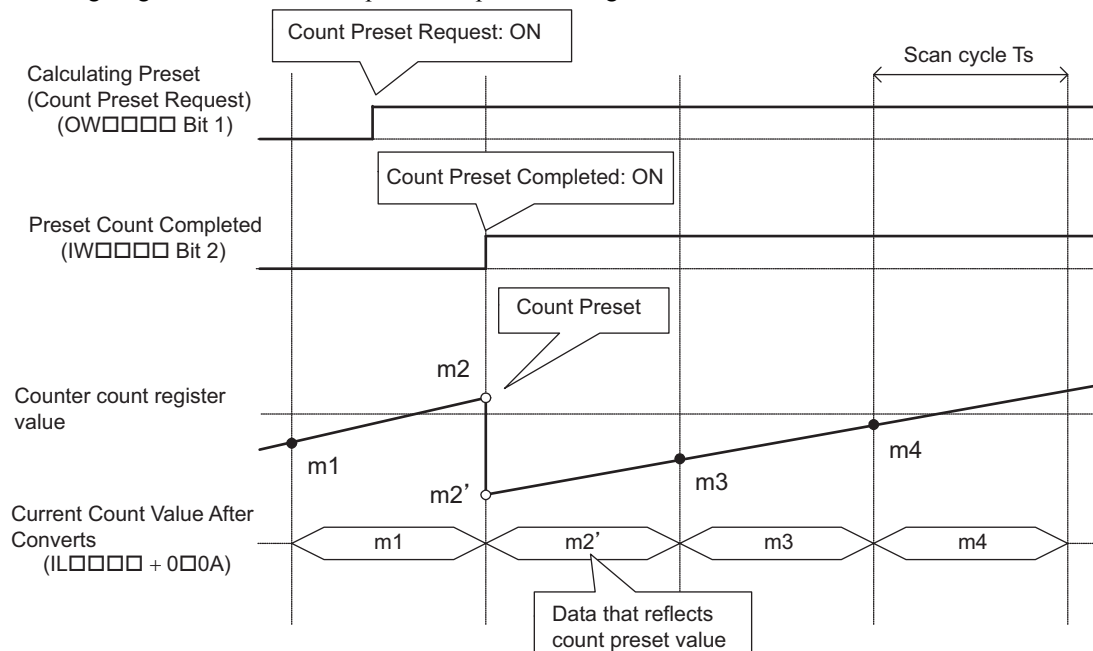 Count Preset Request: ON
Scan cycle Ts
Calculating Preset
(Count Preset Request)
(OW□□□□ Bit 1)
Count Preset Completed: ON
Preset Count Completed
(IW□□□□ Bit 2)
Count Preset
m2
Counter count register
value
m1
m4
m3
m2’
Current Count Value After
Converts
(IL□□□□ + 0□0A)
m1
m2’
m3
m4
Data that reflects
count preset value